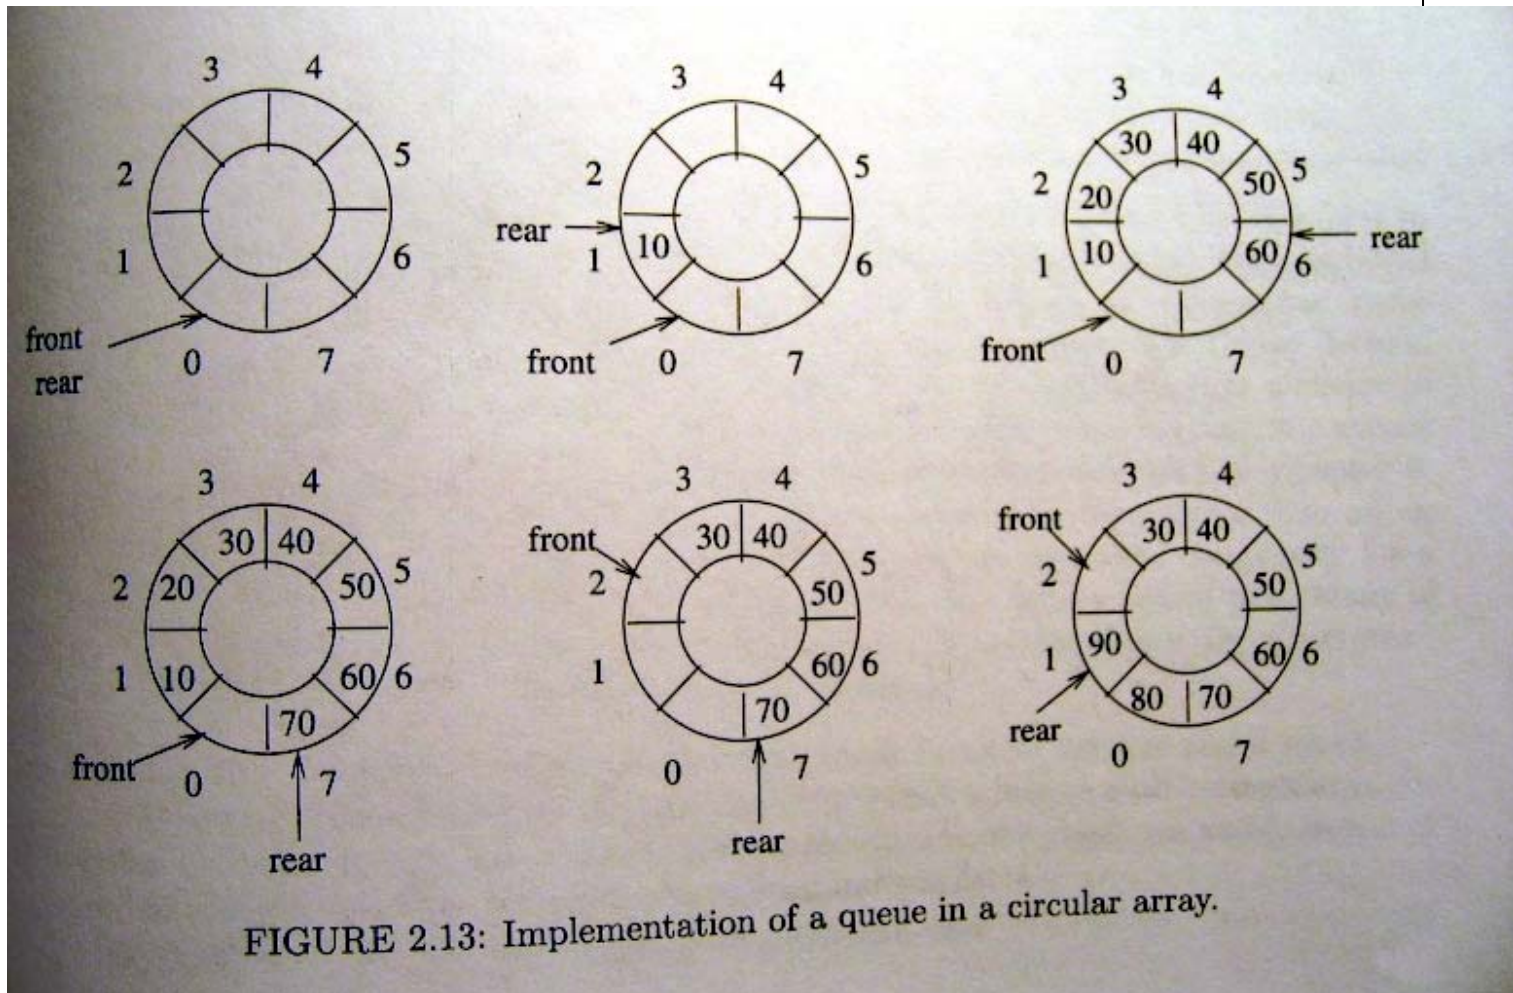 3 4
2 5
1 6
front
rear
0 7
3 4
2 5
rear
1 10 6
front
0 7
3 4
30 40
2 20 50 5
rear
1 10 60 6
front
0 7
3 4
30 40
2 20 50 5
1 10 60 6
70
front
0 7
rear
3 4
front 30 40
2 50 5
1 60 6
70
0 7
rear
3 4
front 30 40
2 50 5
1 90 60 6
80 70
rear
0 7
FIGURE 2.13: Implementation of a queue in a circular array.